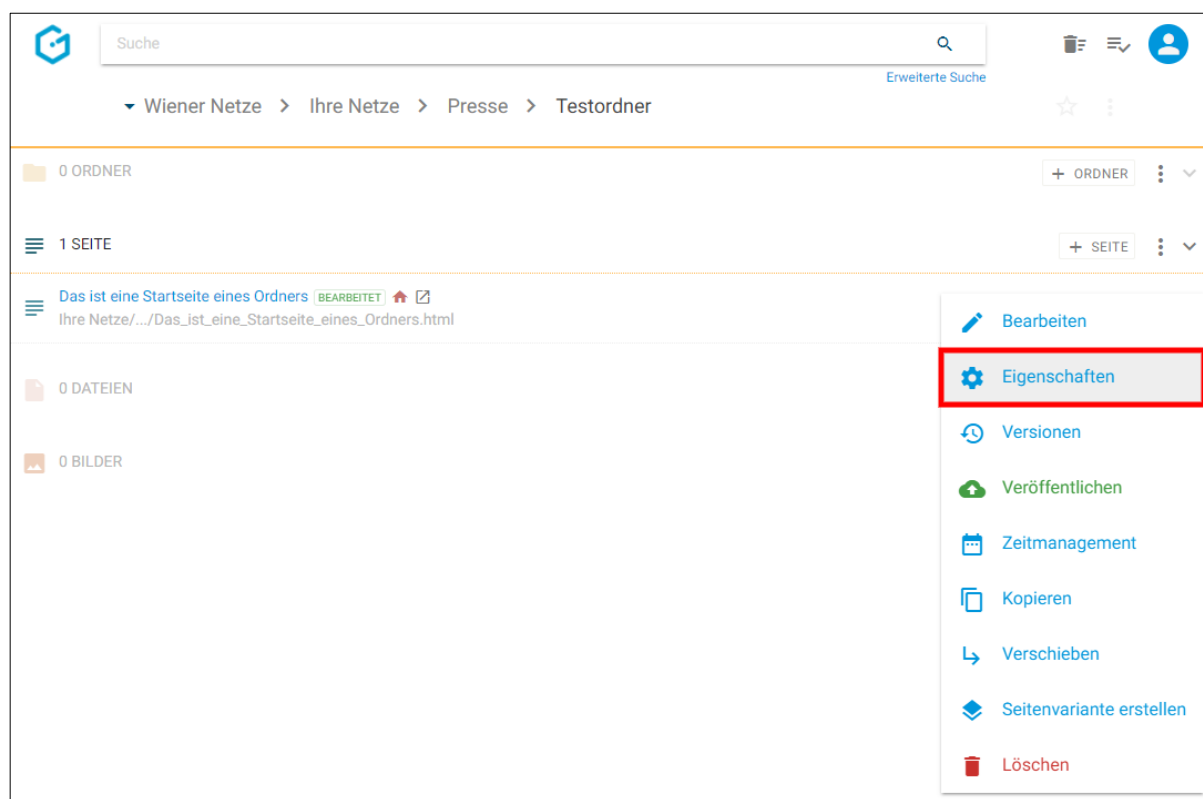 Suche
Erweiterte Suche
Wiener Netze > Ihre Netze > Presse > Testordner
0 ORDNER
+ ORDNER
1 SEITE
+ SEITE
Das ist eine Startseite eines Ordners BEARBEITET
Ihre Netze/.../Das_ist_eine_Startseite_eines_Ordners.html
0 DATEIEN
0 BILDER
Bearbeiten
Eigenschaften
Versionen
Veröffentlichen
Zeitmanagement
Kopieren
Verschieben
Seitenvariante erstellen
Löschen